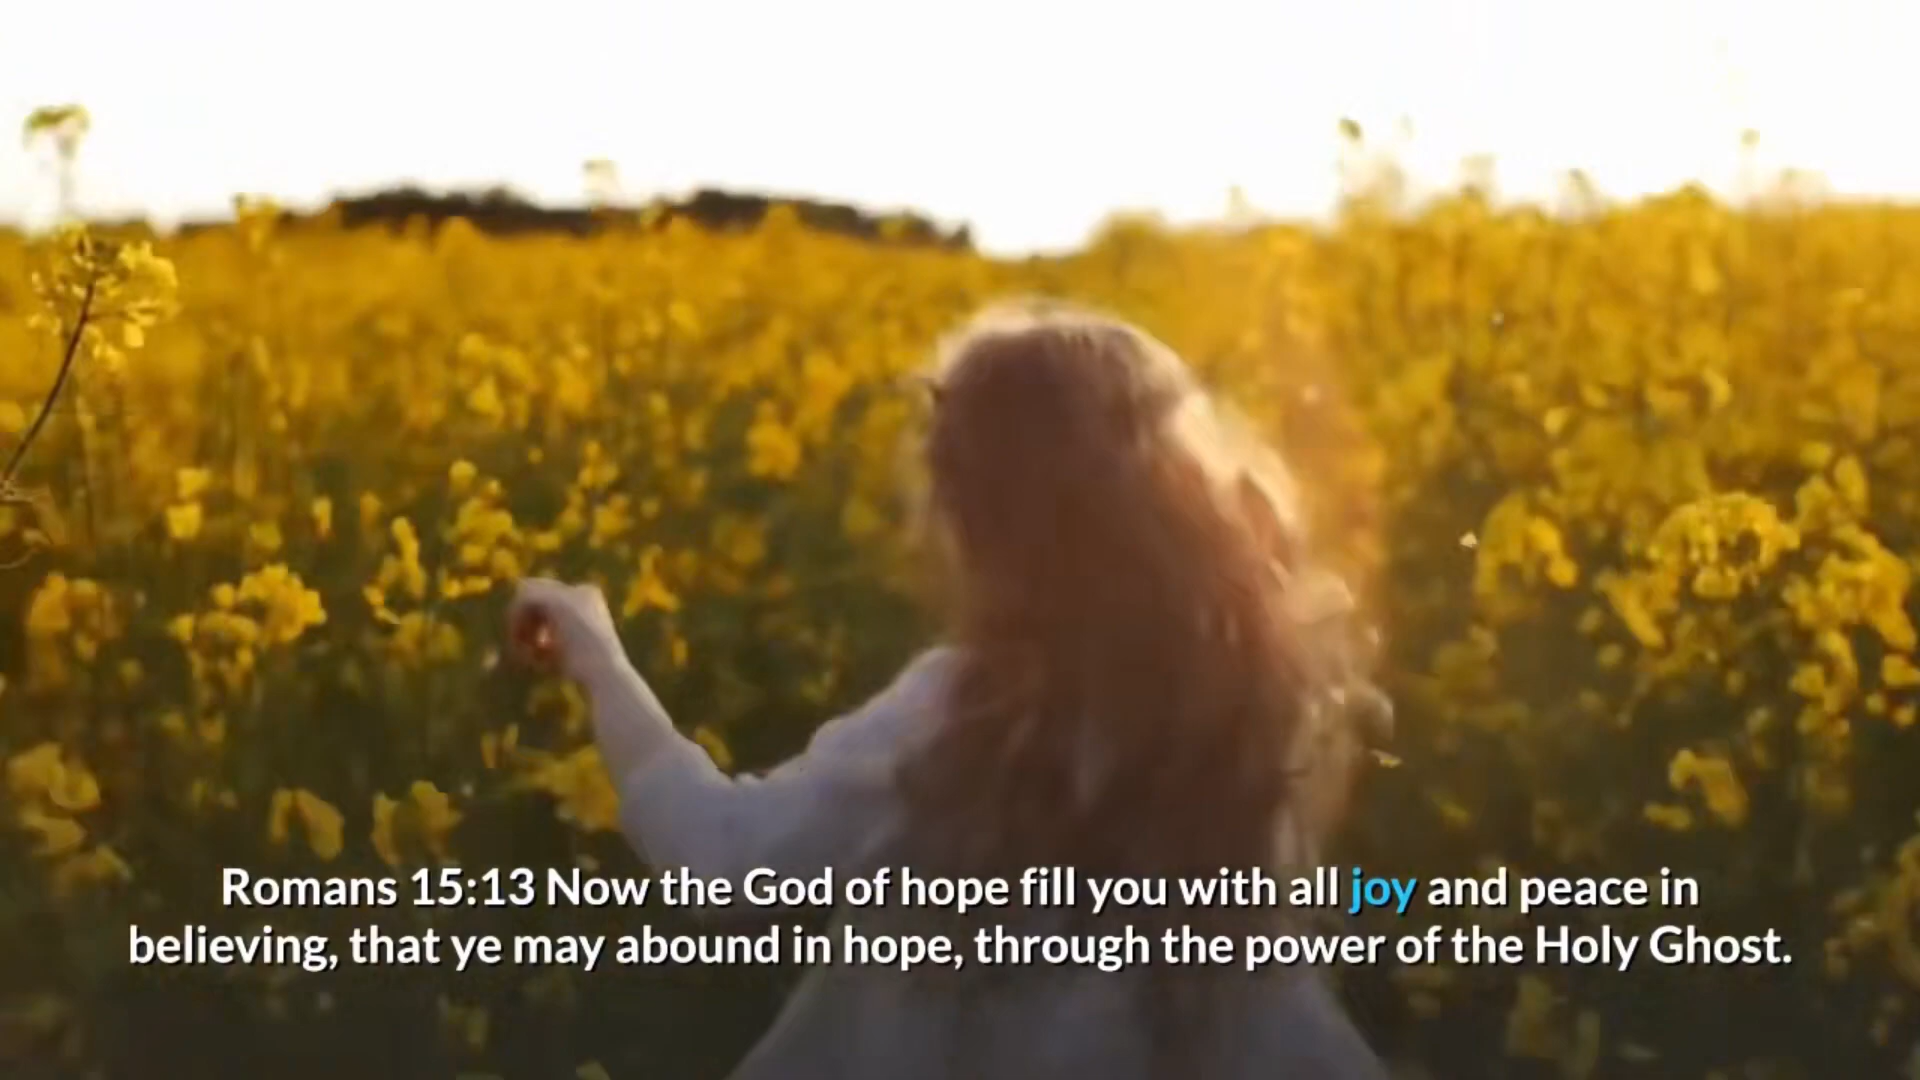 Romans 15:13 Now the God of hope fill you with all joy and peace in
believing, that ye may abound in hope, through the power of the Holy Ghost.